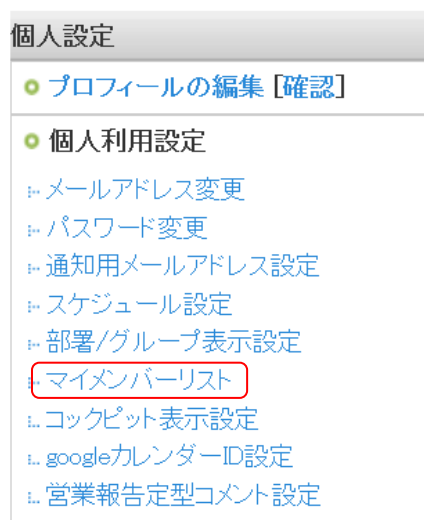 個人設定
プロフィールの編集 [確認]
個人利用設定
メールアドレス変更
パスワード変更
通知用メールアドレス設定
スケジュール設定
部署/グループ表示設定
マイメンバーリスト
コックピット表示設定
googleカレンダーID設定
営業報告定型コメント設定